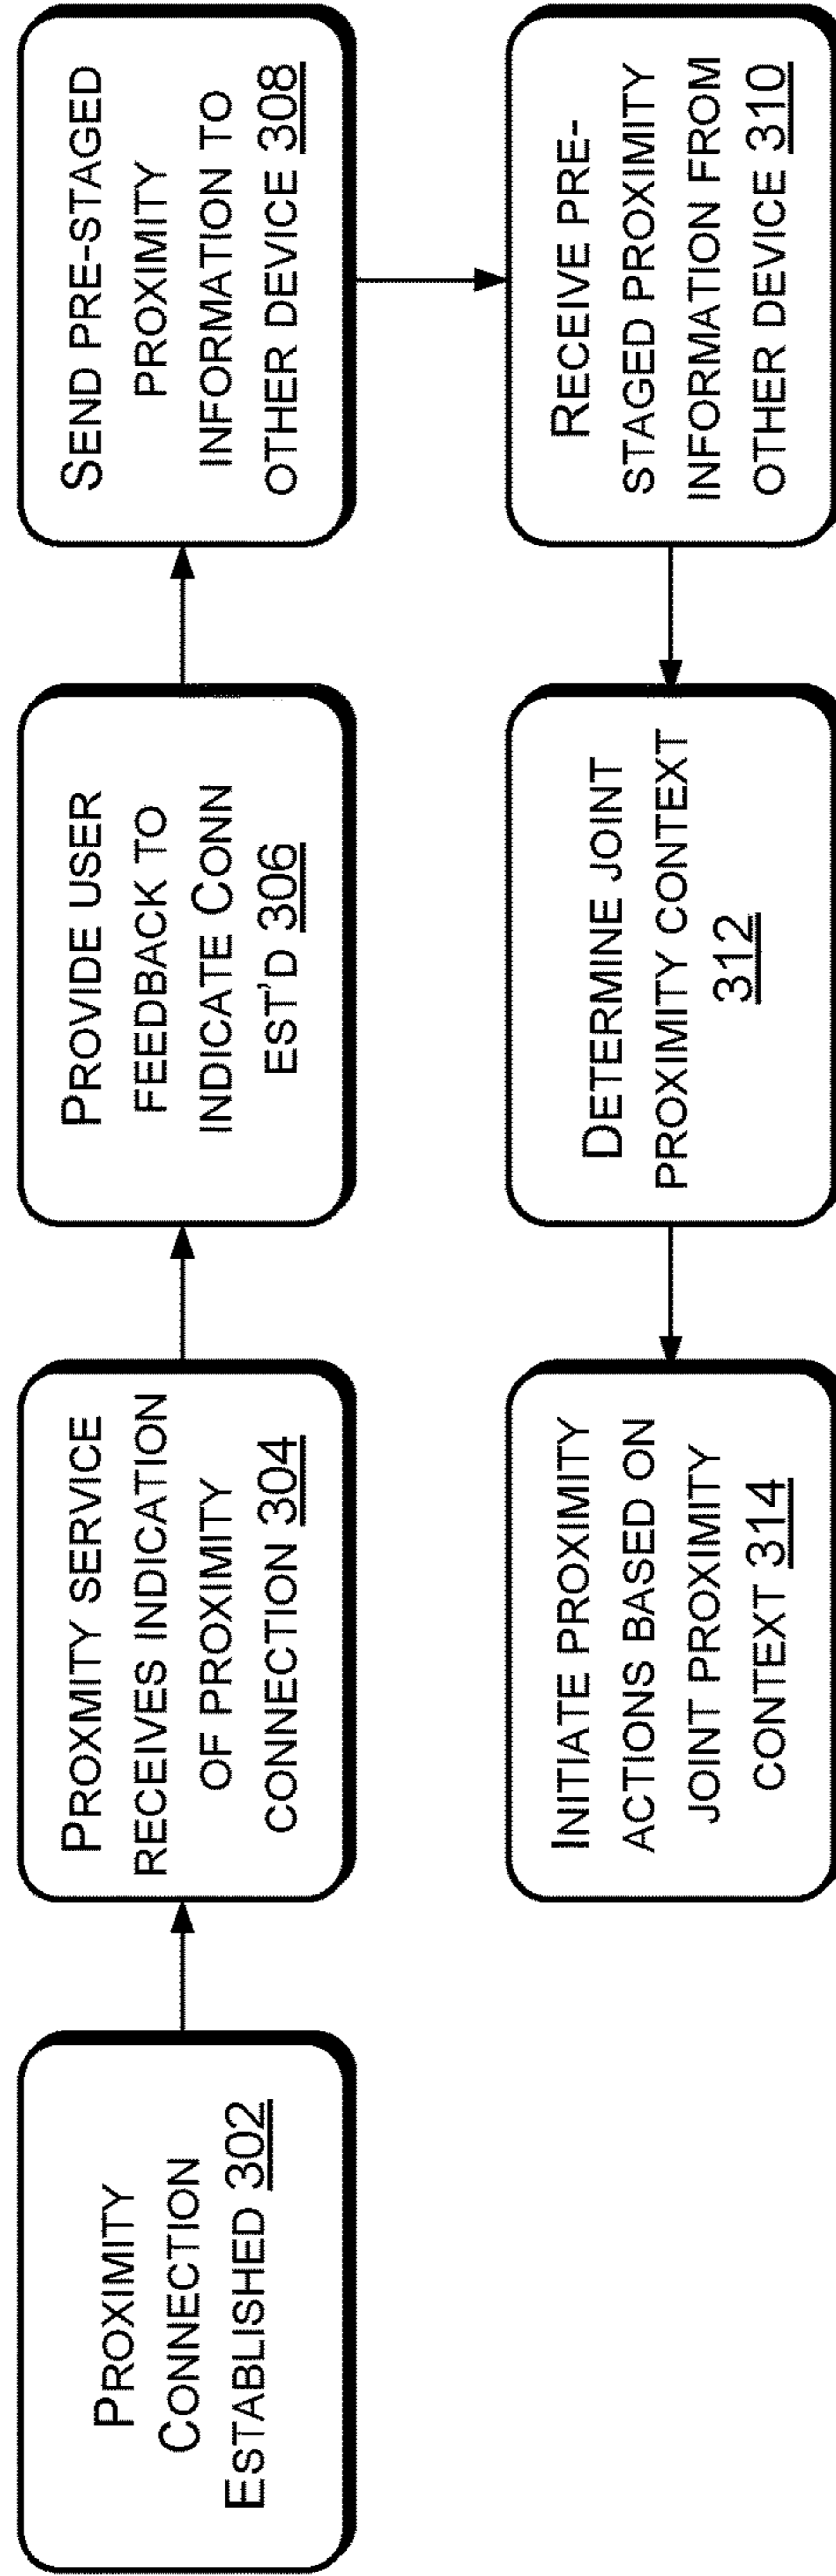 PROXIMITY
CONNECTION
ESTABLISHED 302
PROXMITY SERVICE
RECEIVES INDICATION
OF PROXIMITY
CONNECTION 304
PROVIDE USER
FEEDBACK TO
INDICATE CONN
EST'D 306
SEND PRE-STAGED
PROXIMITY
INFORMATION TO
OTHER DEVICE 308
RECEIVE PRE-
STAGED PROXIMITY
INFORMATION FROM
OTHER DEVICE 310
DETERMINE JOINT
PROXIMITY CONTEXT
312
INITIATE PROXIMITY
ACTIONS BASED ON
JOINT PROXIMITY
CONTEXT 314